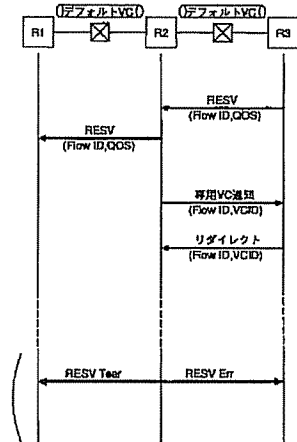 デフォルトVC デフォルトVC
R1 R2 R3
RESV
(Flow ID,QOS)
RESV
(Flow ID,QOS)
専用VC通知
(Flow ID,VCID)
リダイレクト
(Flow ID,VCID)
RESV Tear RESV Err